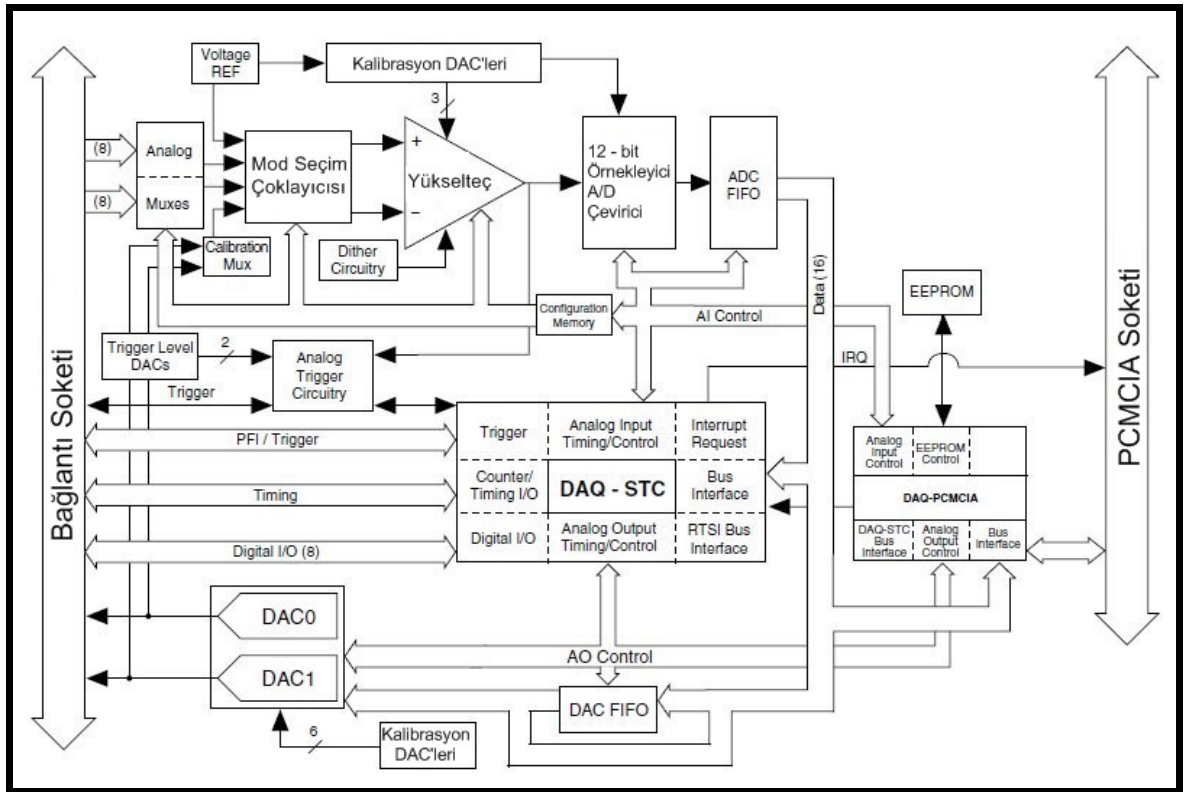 Voltage
REF
Kalibrasyon DAC'leri
3
(8)
Analog
(8)
Muxes
Mod Seçim
Çoklayıcısı
+
Yükselteç
−
12 - bit
Örnekleyici
A/D
Çevirici
ADC
FIFO
Calibration
Mux
Dither
Circuitry
Configuration
Memory
AI Control
Data (16)
EEPROM
Bağlantı Soketi
PCMCIA Soketi
Trigger Level
DACs
2
Analog
Trigger
Circuitry
IRQ
Trigger
PFI / Trigger
Timing
Digital I/O (8)
Trigger
Analog Input
Timing/Control
Interrupt
Request
Counter/
Timing I/O
DAQ - STC
Bus
Interface
Digital I/O
Analog Output
Timing/Control
RTSI Bus
Interface
Analog
Input
Control
EEPROM
Control
DAQ-PCMCIA
DAQ-STC
Bus
Interface
Analog
Output
Control
Bus
Interface
DAC0
DAC1
AO Control
DAC FIFO
6
Kalibrasyon
DAC'leri